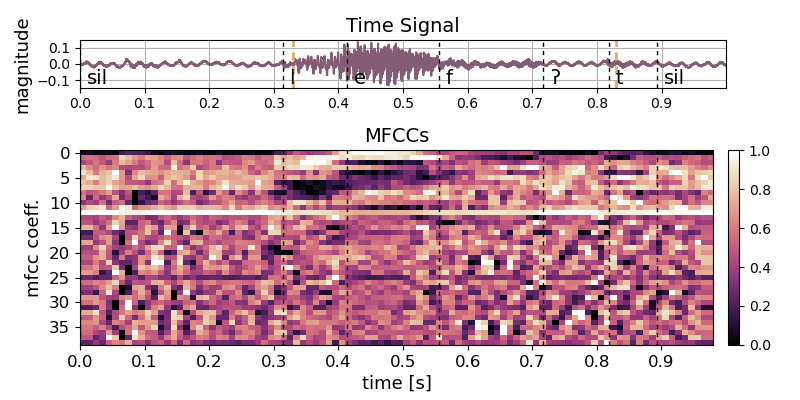 Time Signal
magnitude
0.1
0.0
−0.1
sil l e f ʔ t sil
0.0 0.1 0.2 0.3 0.4 0.5 0.6 0.7 0.8 0.9
MFCCs
mfcc coeff.
0
5
10
15
20
25
30
35
0.0 0.1 0.2 0.3 0.4 0.5 0.6 0.7 0.8 0.9
time [s]
1.0
0.8
0.6
0.4
0.2
0.0